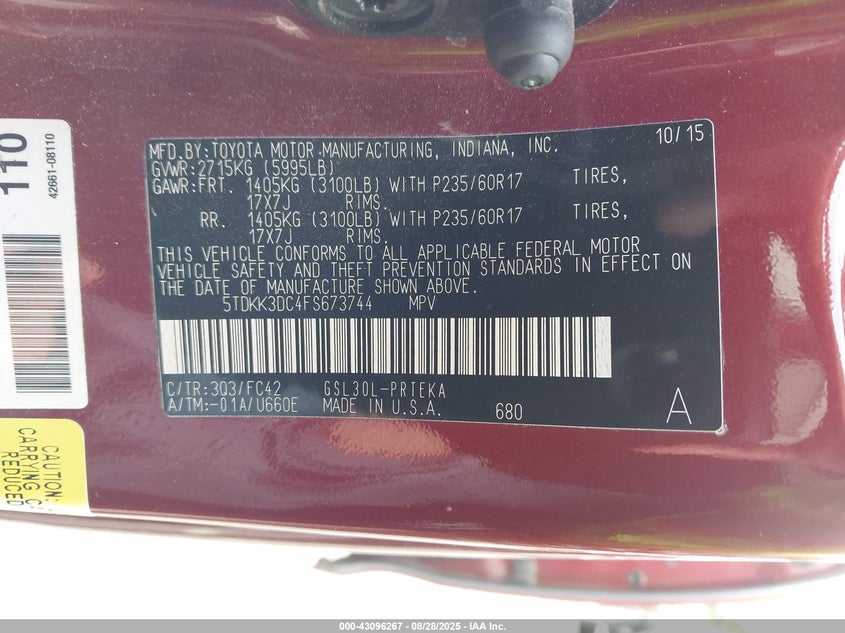 MFD.BY:TOYOTA MOTOR MANUFACTURING, INDIANA, INC. 10/15
GVWR:2715KG (5995LB)
GAWR:FRT. 1405KG (3100LB) WITH P235/60R17 TIRES,
17X7J RIMS.
RR. 1405KG (3100LB) WITH P235/60R17 TIRES,
17X7J RIMS.
THIS VEHICLE CONFORMS TO ALL APPLICABLE FEDERAL MOTOR
VEHICLE SAFETY AND THEFT PREVENTION STANDARDS IN EFFECT ON
THE DATE OF MANUFACTURE SHOWN ABOVE.
5TDKK3DC4FS673744 MPV
C/TR:3Q3/FC42 GSL30L-PRTEKA
A/TM:-01A/U660E MADE IN U.S.A. 680 A
110
42661-08110
CAUTION:
CARRYING
REDUCED
000-43096267 - 08/28/2025 - IAA Inc.